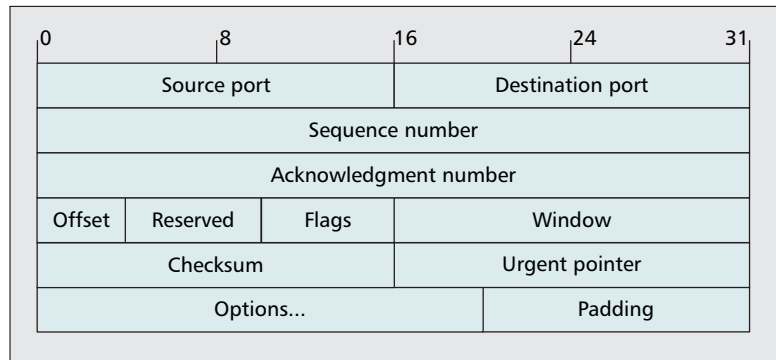 0 8 16 24 31
Source port Destination port
Sequence number
Acknowledgment number
Offset Reserved Flags Window
Checksum Urgent pointer
Options... Padding